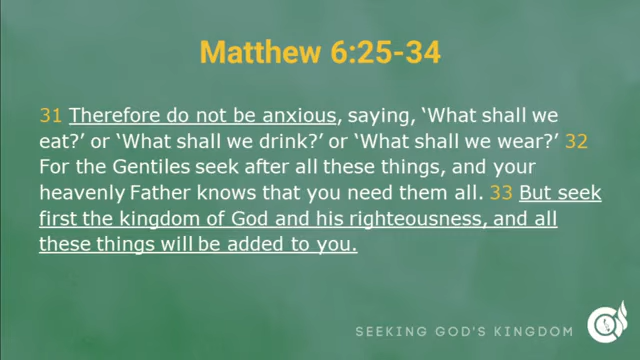 Matthew 6:25-34
31 Therefore do not be anxious, saying, ‘What shall we
eat?’ or ‘What shall we drink?’ or ‘What shall we wear?’ 32
For the Gentiles seek after all these things, and your
heavenly Father knows that you need them all. 33 But seek
first the kingdom of God and his righteousness, and all
these things will be added to you.
SEEKING GOD'S KINGDOM